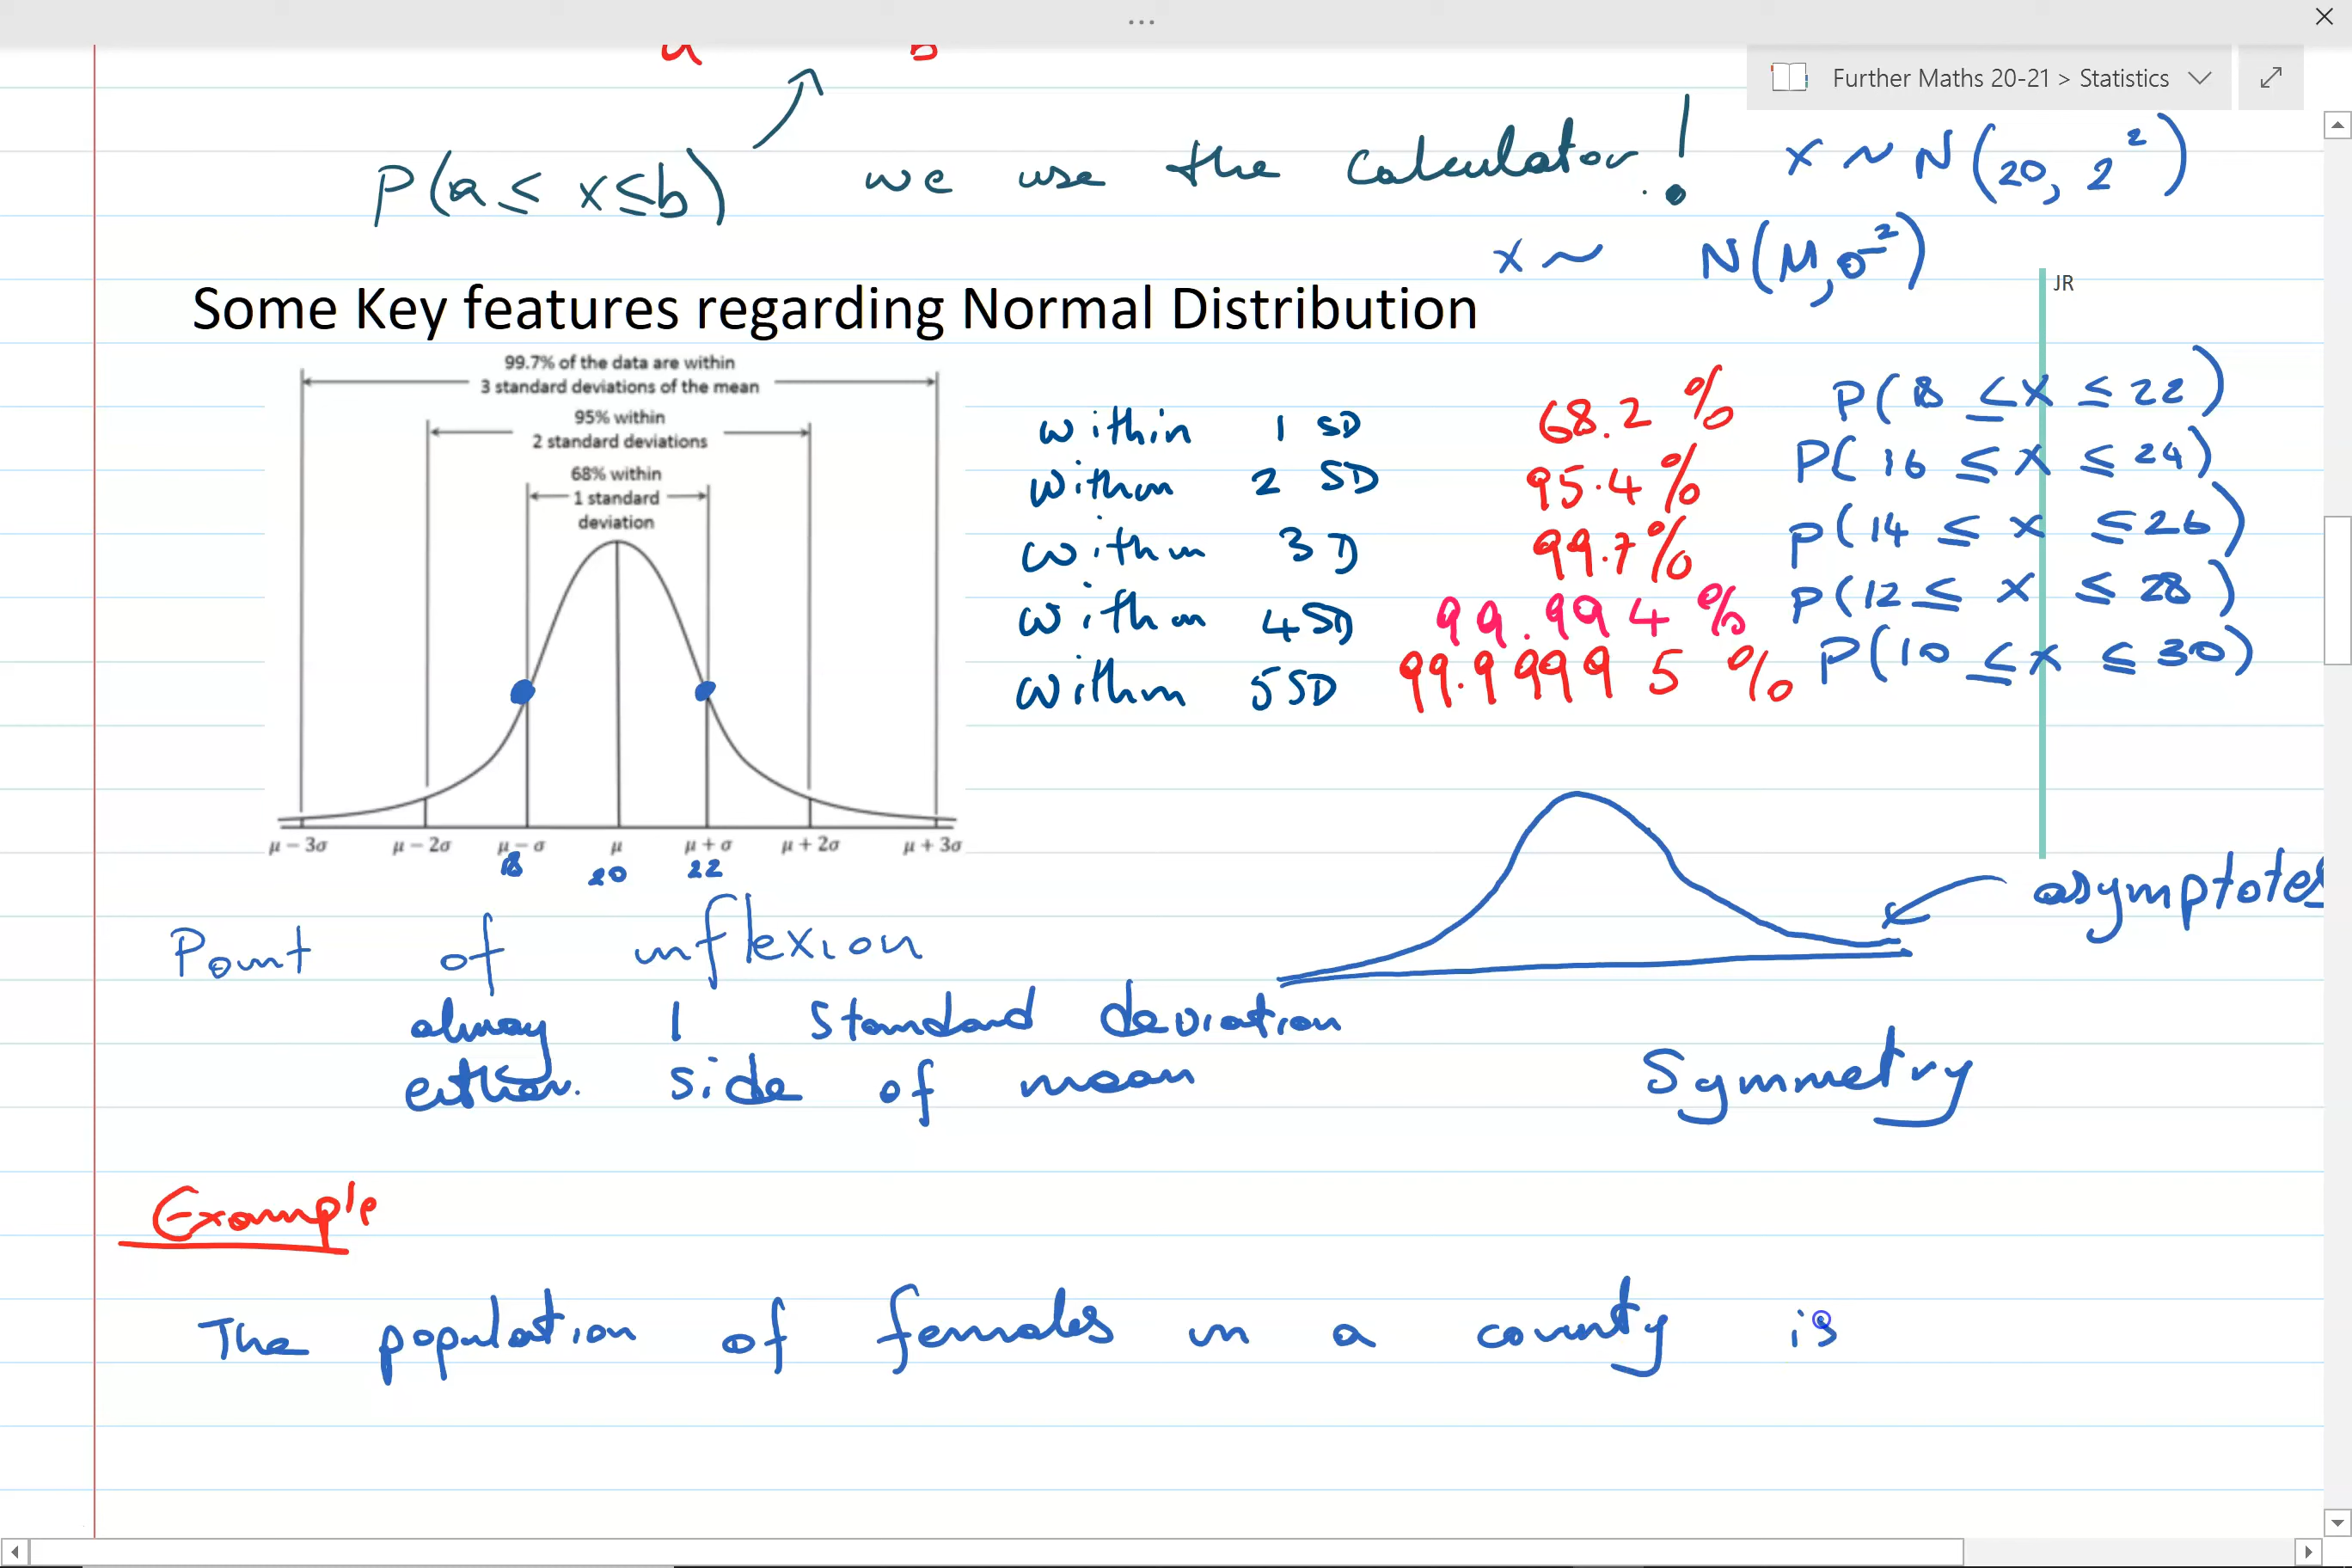 a b
Further Maths 20-21 > Statistics
P(a ≤ x ≤ b) we use the calculator.!
x ~ N(20, 2²)
x ~ N(μ, σ²)
JR
Some Key features regarding Normal Distribution
99.7% of the data are within
3 standard deviations of the mean
95% within
2 standard deviations
68% within
1 standard
deviation
μ − 3σ μ − 2σ μ − σ μ μ + σ μ + 2σ μ + 3σ
18 20 22
within 1 SD 68.2 % P(18 ≤ x ≤ 22)
within 2 SD 95.4 % P(16 ≤ x ≤ 24)
within 3 D 99.7 % P(14 ≤ x ≤ 26)
within 4 SD 99.994 % P(12 ≤ x ≤ 28)
within 5 SD 99.99995 % P(10 ≤ x ≤ 30)
asymptotes
Point of inflexion
always 1 standard deviation
either. side of mean
Symmetry
Example
The population of females in a county is